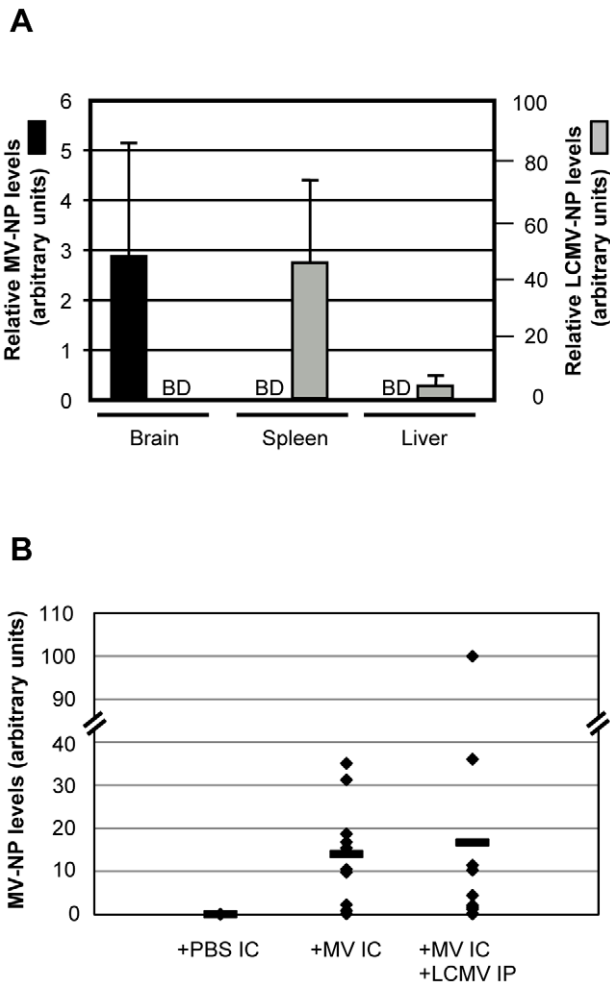 A
Relative MV-NP levels
(arbitrary units)
6
5
4
3
2
1
0
100
80
60
40
20
0
Relative LCMV-NP levels
(arbitrary units)
BD
BD
BD
Brain
Spleen
Liver
B
MV-NP levels (arbitrary units)
110
100
90
40
30
20
10
0
+PBS IC
+MV IC
+MV IC
+LCMV IP